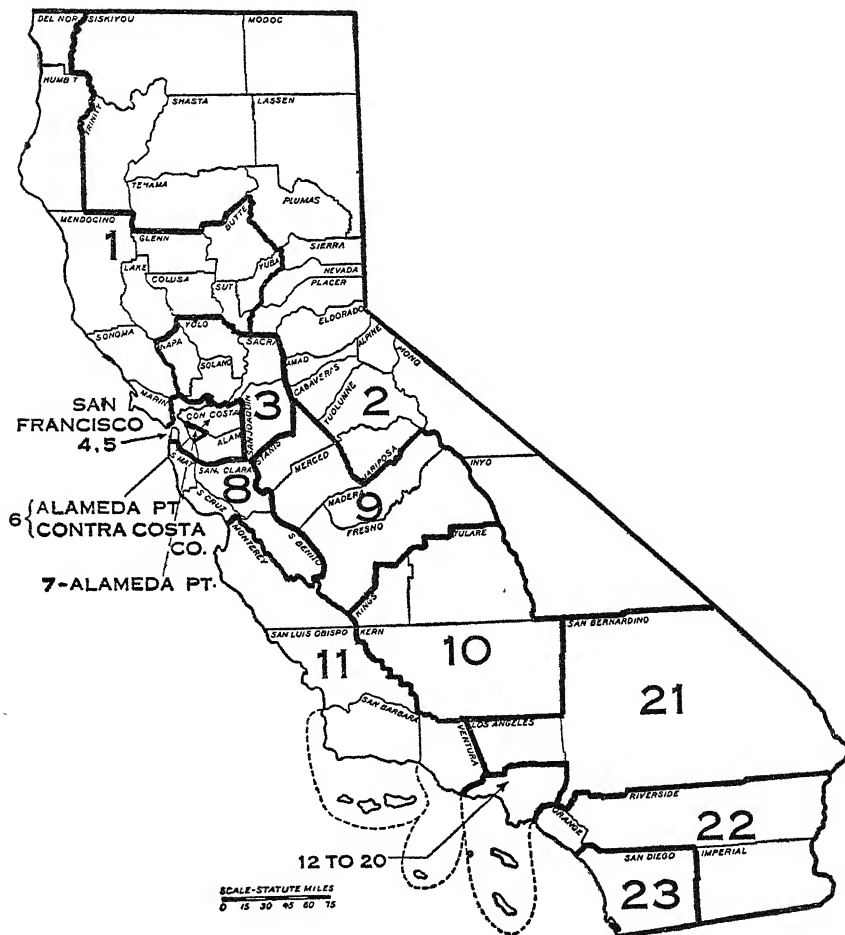 DEL NOR
SISKIYOU
MODOC
HUMB'T
TRINITY
SHASTA
LASSEN
TEHAMA
PLUMAS
MENDOCINO
1
GLENN
BUTTE
SIERRA
LAKE
COLUSA
SUT
YUBA
NEVADA
PLACER
ELDORADO
SONOMA
NAPA
YOLO
SACRA
ALPINE
MONO
SOLANO
AMAD
CABAVERAS
MARIN
CON COSTA
3
TUOLUMNE
2
SAN
FRANCISCO
4,5
ALAM
SANJOAQUIN
STANIS
MERCED
MARIPOSA
INYO
S MAT
SAN. CLARA
8
S CRUZ
MADERA
9
FRESNO
6 { ALAMEDA PT
CONTRA COSTA
CO.
7-ALAMEDA PT.
MONTEREY
S BENITO
TULARE
KINGS
SAN LUIS OBISPO
KERN
SAN BERNARDINO
11
10
21
SAN BARBARA
VENTURA
LOS ANGELES
RIVERSIDE
ORANGE
22
12 TO 20
SAN DIEGO
IMPERIAL
23
SCALE-STATUTE MILES
0 15 30 45 60 75